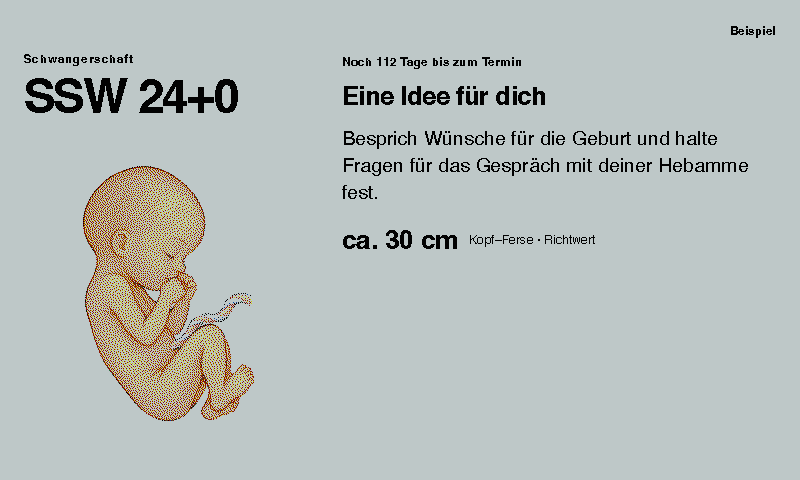 Beispiel
Schwangerschaft
SSW 24+0
Noch 112 Tage bis zum Termin
Eine Idee für dich
Besprich Wünsche für die Geburt und halte
Fragen für das Gespräch mit deiner Hebamme
fest.
ca. 30 cm Kopf–Ferse · Richtwert